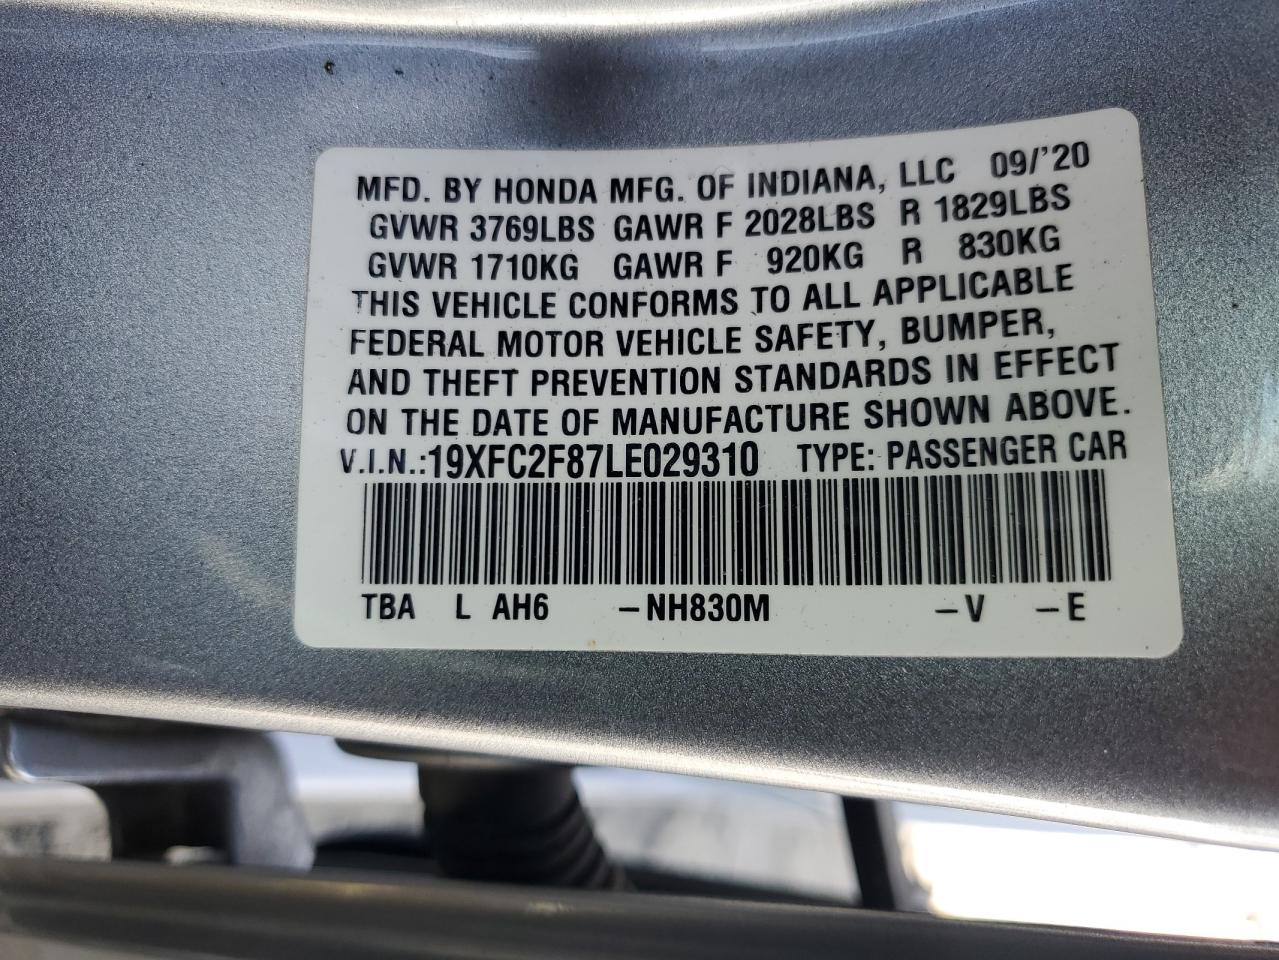 MFD. BY HONDA MFG. OF INDIANA, LLC 09/'20
GVWR 3769LBS GAWR F 2028LBS R 1829LBS
GVWR 1710KG GAWR F 920KG R 830KG
THIS VEHICLE CONFORMS TO ALL APPLICABLE
FEDERAL MOTOR VEHICLE SAFETY, BUMPER,
AND THEFT PREVENTION STANDARDS IN EFFECT
ON THE DATE OF MANUFACTURE SHOWN ABOVE.
V.I.N.:19XFC2F87LE029310 TYPE: PASSENGER CAR
TBA L AH6 –NH830M –V –E